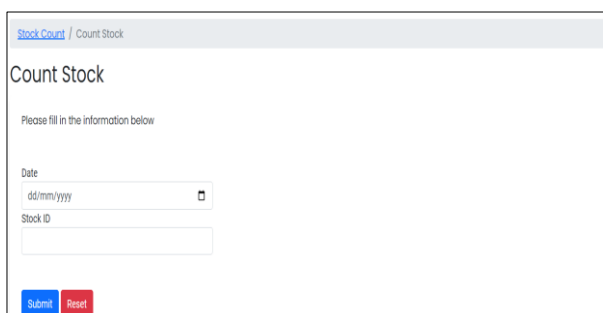 Stock Count / Count Stock
Count Stock
Please fill in the information below
Date
dd/mm/yyyy
Stock ID
Submit Reset